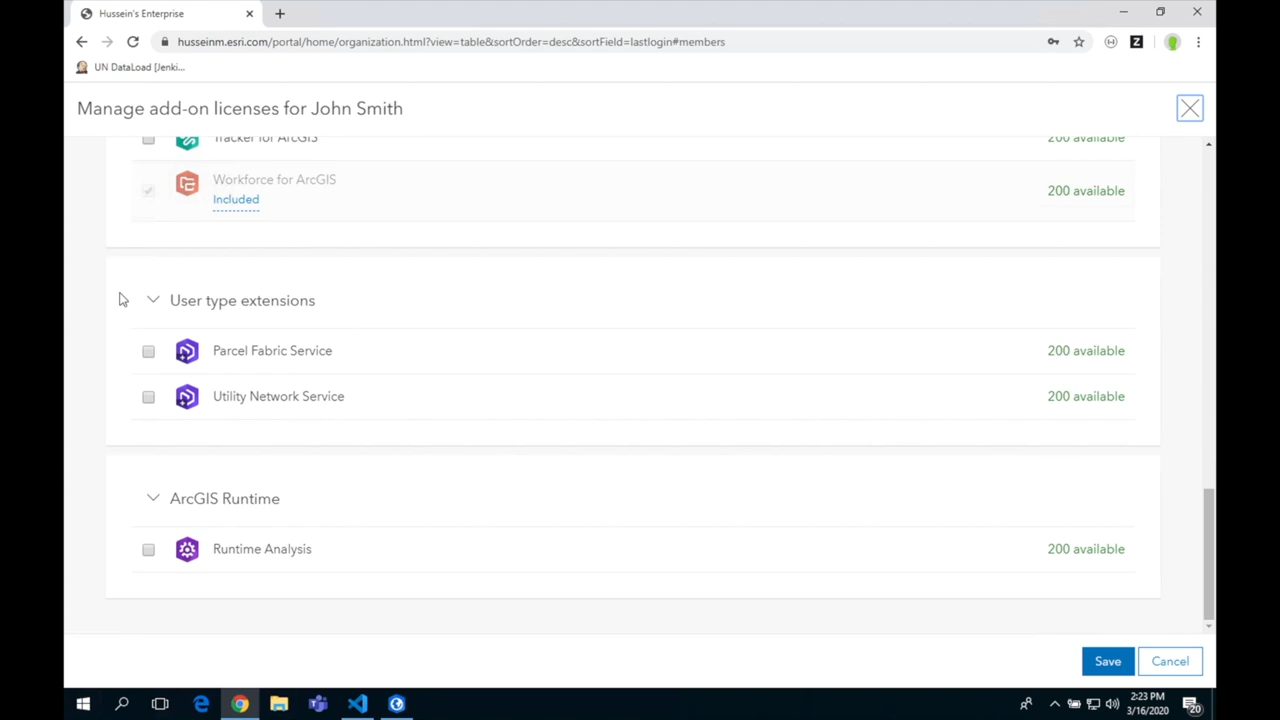 Hussein's Enterprise
husseinm.esri.com/portal/home/organization.html?view=table&sortOrder=desc&sortField=lastlogin#members
UN DataLoad [Jenki...
Manage add-on licenses for John Smith
Tracker for ArcGIS 200 available
Workforce for ArcGIS
Included
200 available
User type extensions
Parcel Fabric Service 200 available
Utility Network Service 200 available
ArcGIS Runtime
Runtime Analysis 200 available
Save Cancel
2:23 PM
3/16/2020
20